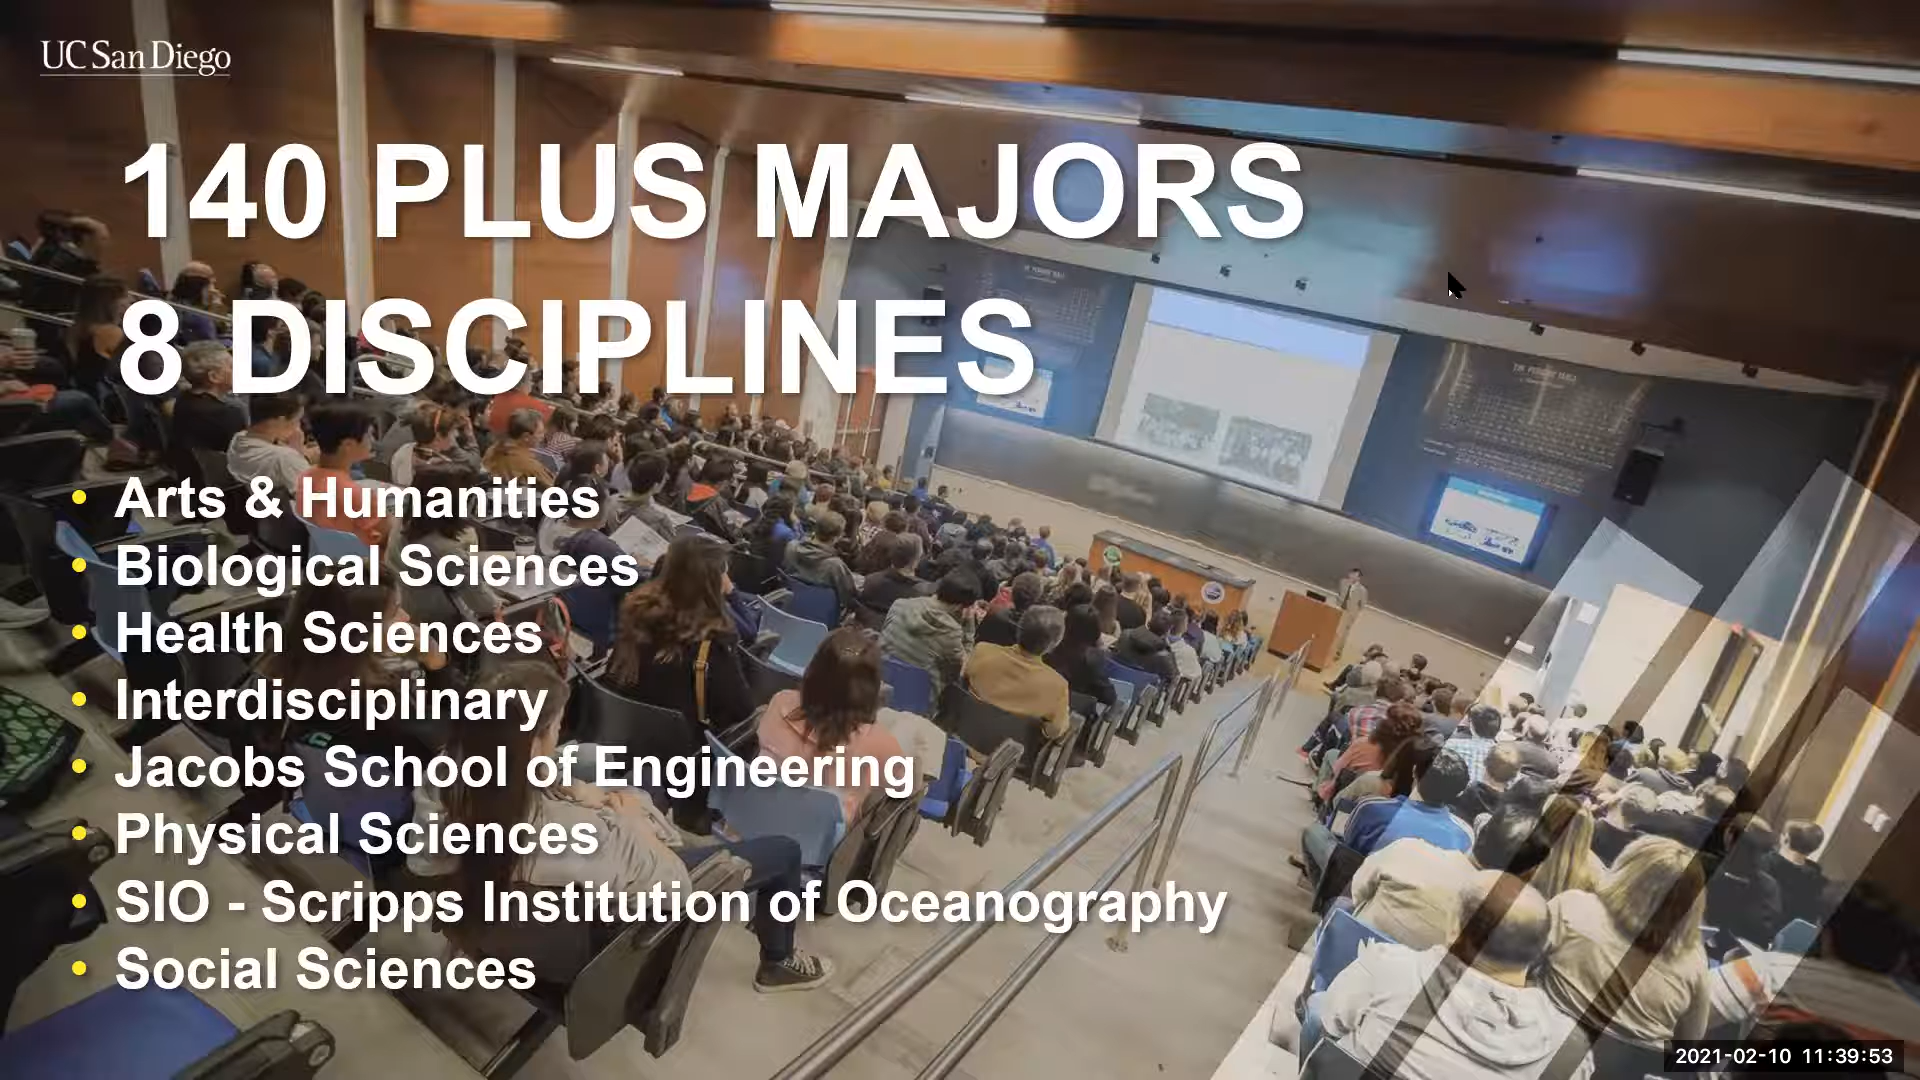 UC San Diego
140 PLUS MAJORS
8 DISCIPLINES
• Arts & Humanities
• Biological Sciences
• Health Sciences
• Interdisciplinary
• Jacobs School of Engineering
• Physical Sciences
• SIO - Scripps Institution of Oceanography
• Social Sciences
2021-02-10 11:39:53